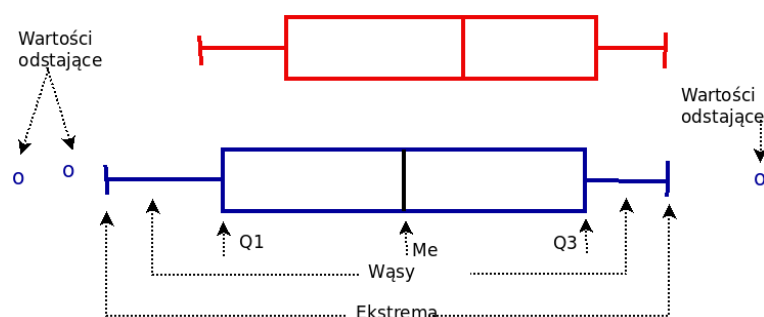 Wartości
odstające
Wartości
odstające
o
o
o
Q1
Me
Q3
Wąsy
Ekstrema